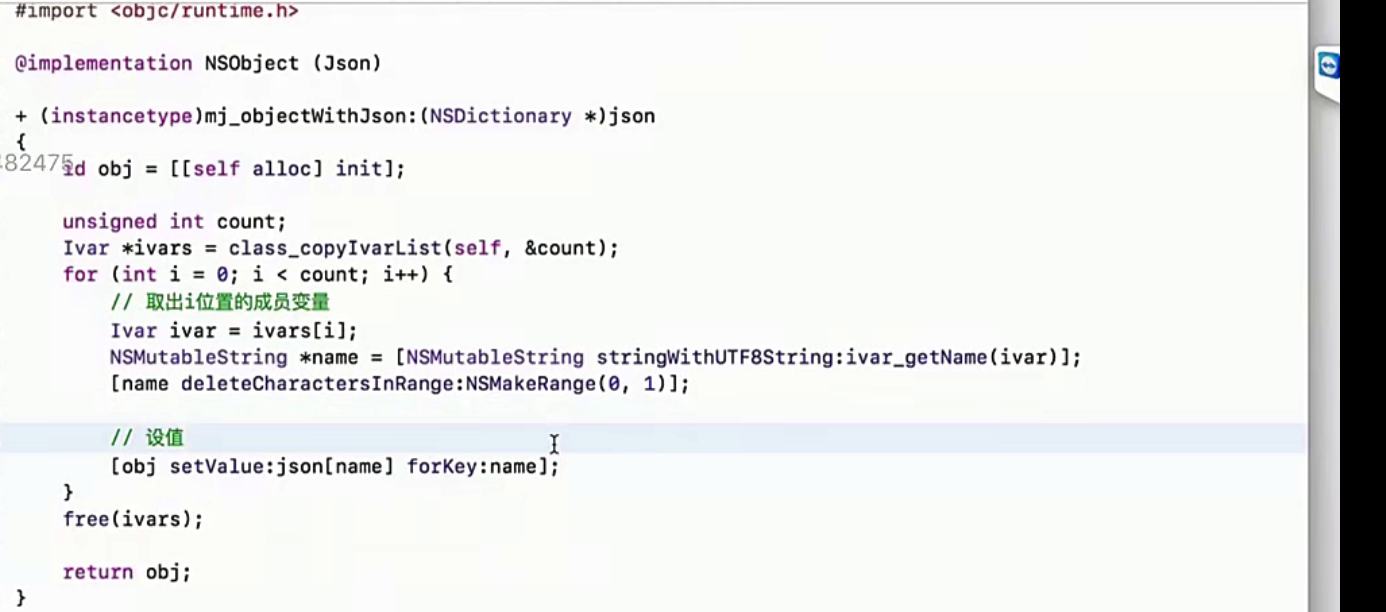 #import <objc/runtime.h>
@implementation NSObject (Json)
+ (instancetype)mj_objectWithJson:(NSDictionary *)json
{
82475
id obj = [[self alloc] init];
unsigned int count;
Ivar *ivars = class_copyIvarList(self, &count);
for (int i = 0; i < count; i++) {
// 取出i位置的成员变量
Ivar ivar = ivars[i];
NSMutableString *name = [NSMutableString stringWithUTF8String:ivar_getName(ivar)];
[name deleteCharactersInRange:NSMakeRange(0, 1)];
// 设值
[obj setValue:json[name] forKey:name];
}
free(ivars);
return obj;
}